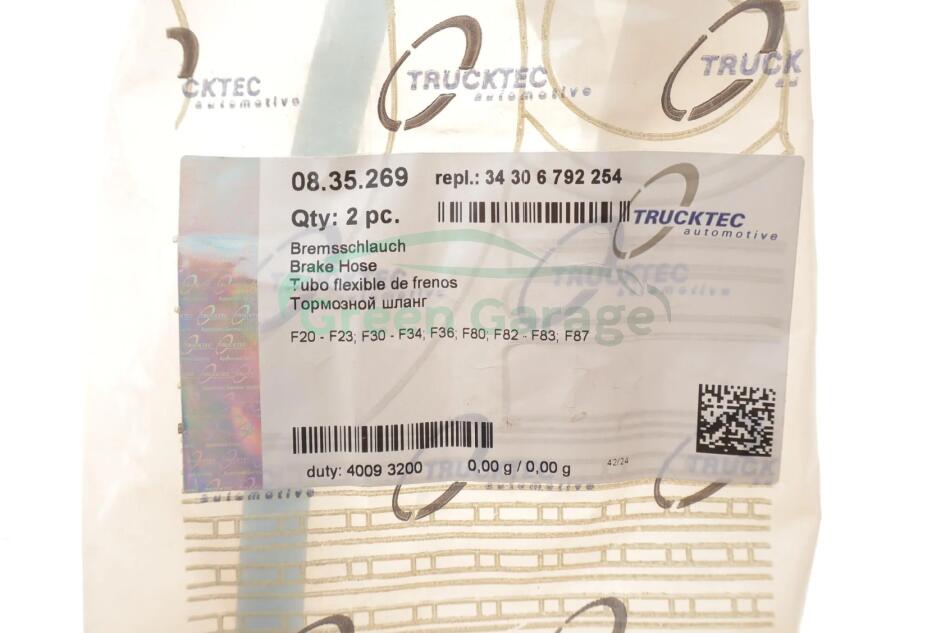 CKTEC
automotive
TRUCKTEC
automotive
TRUCK
08.35.269 repl.: 34 30 6 792 254
Qty: 2 pc.
TRUCKTEC
automotive
Bremsschlauch
Brake Hose
Tubo flexible de frenos
Тормозной шланг
TRUCKTEC
Green Garage
F20 - F23; F30 - F34; F36; F80; F82 - F83; F87
TRUCKTEC
duty: 4009 3200 0,00 g / 0,00 g 42/24
automotive